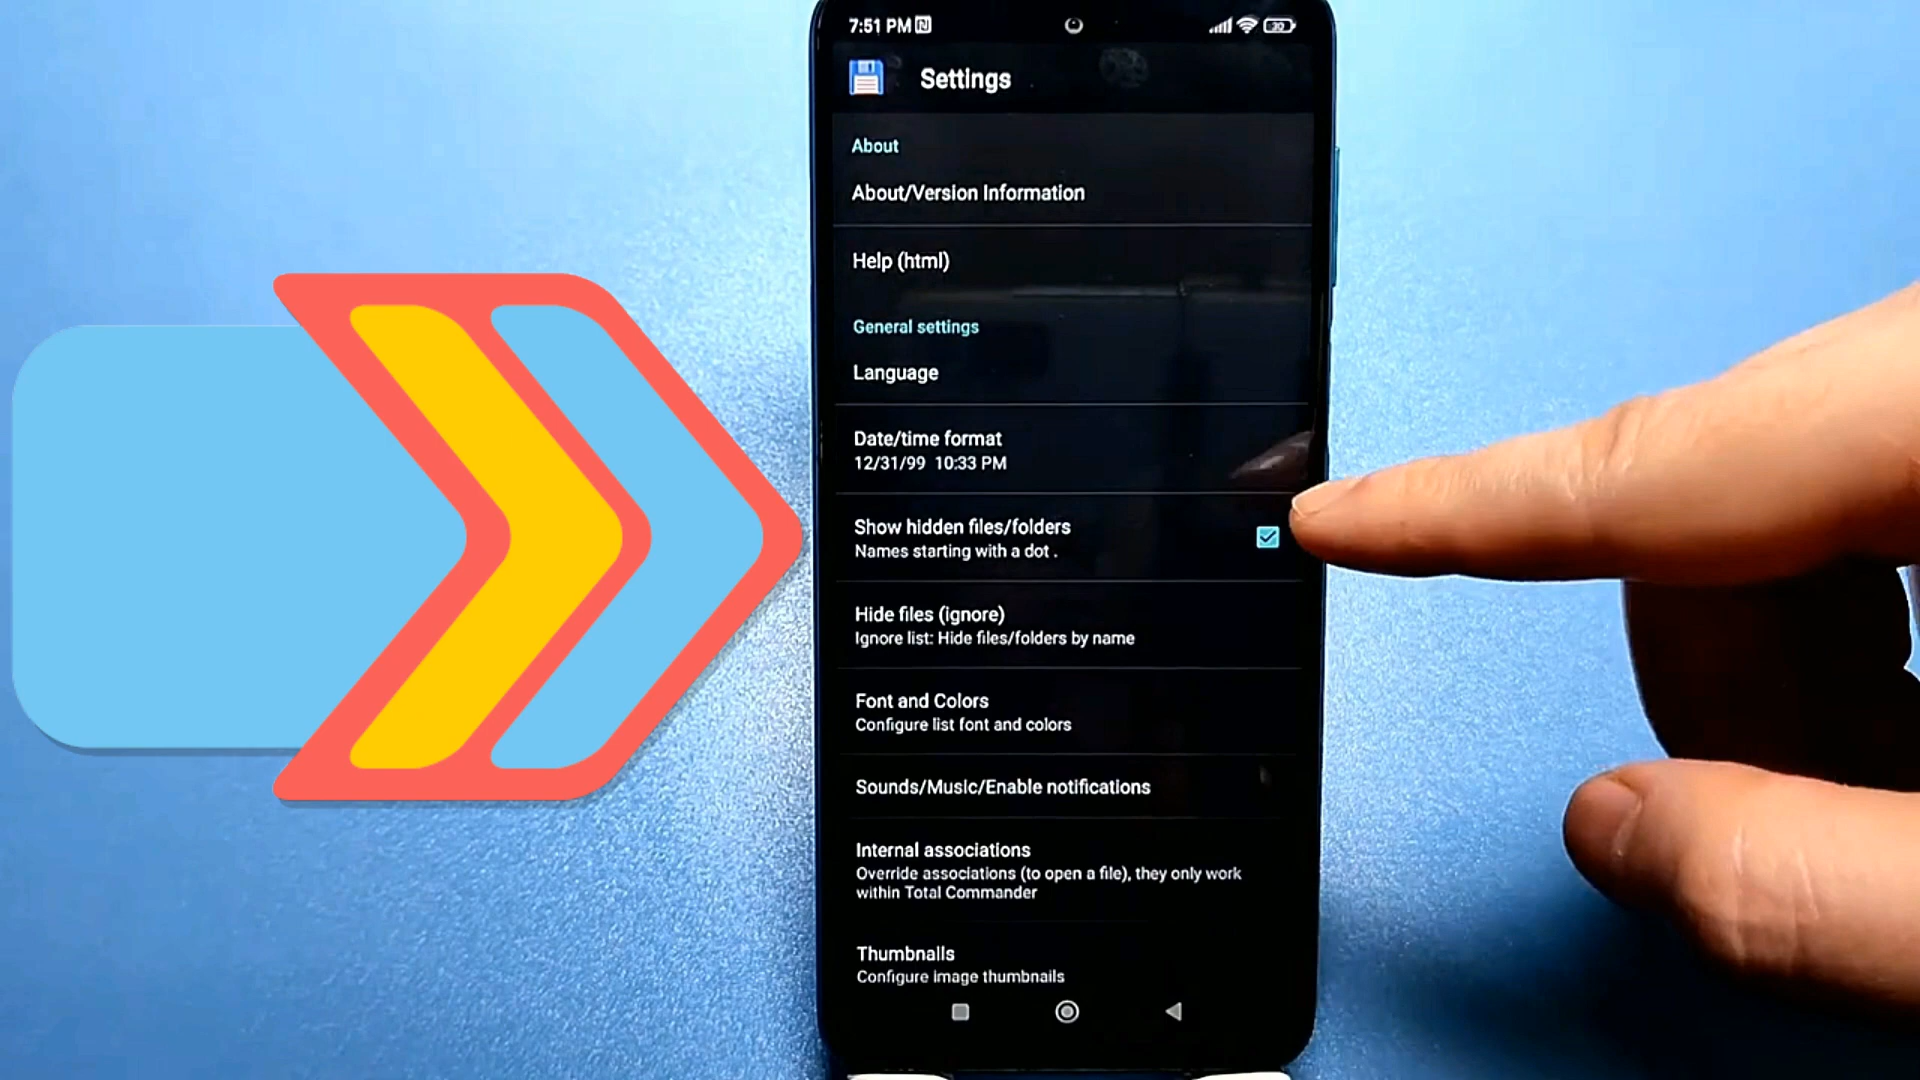 7:51 PM
30
Settings
About
About/Version Information
Help (html)
General settings
Language
Date/time format
12/31/99 10:33 PM
Show hidden files/folders
Names starting with a dot .
Hide files (ignore)
Ignore list: Hide files/folders by name
Font and Colors
Configure list font and colors
Sounds/Music/Enable notifications
Internal associations
Override associations (to open a file), they only work
within Total Commander
Thumbnails
Configure image thumbnails